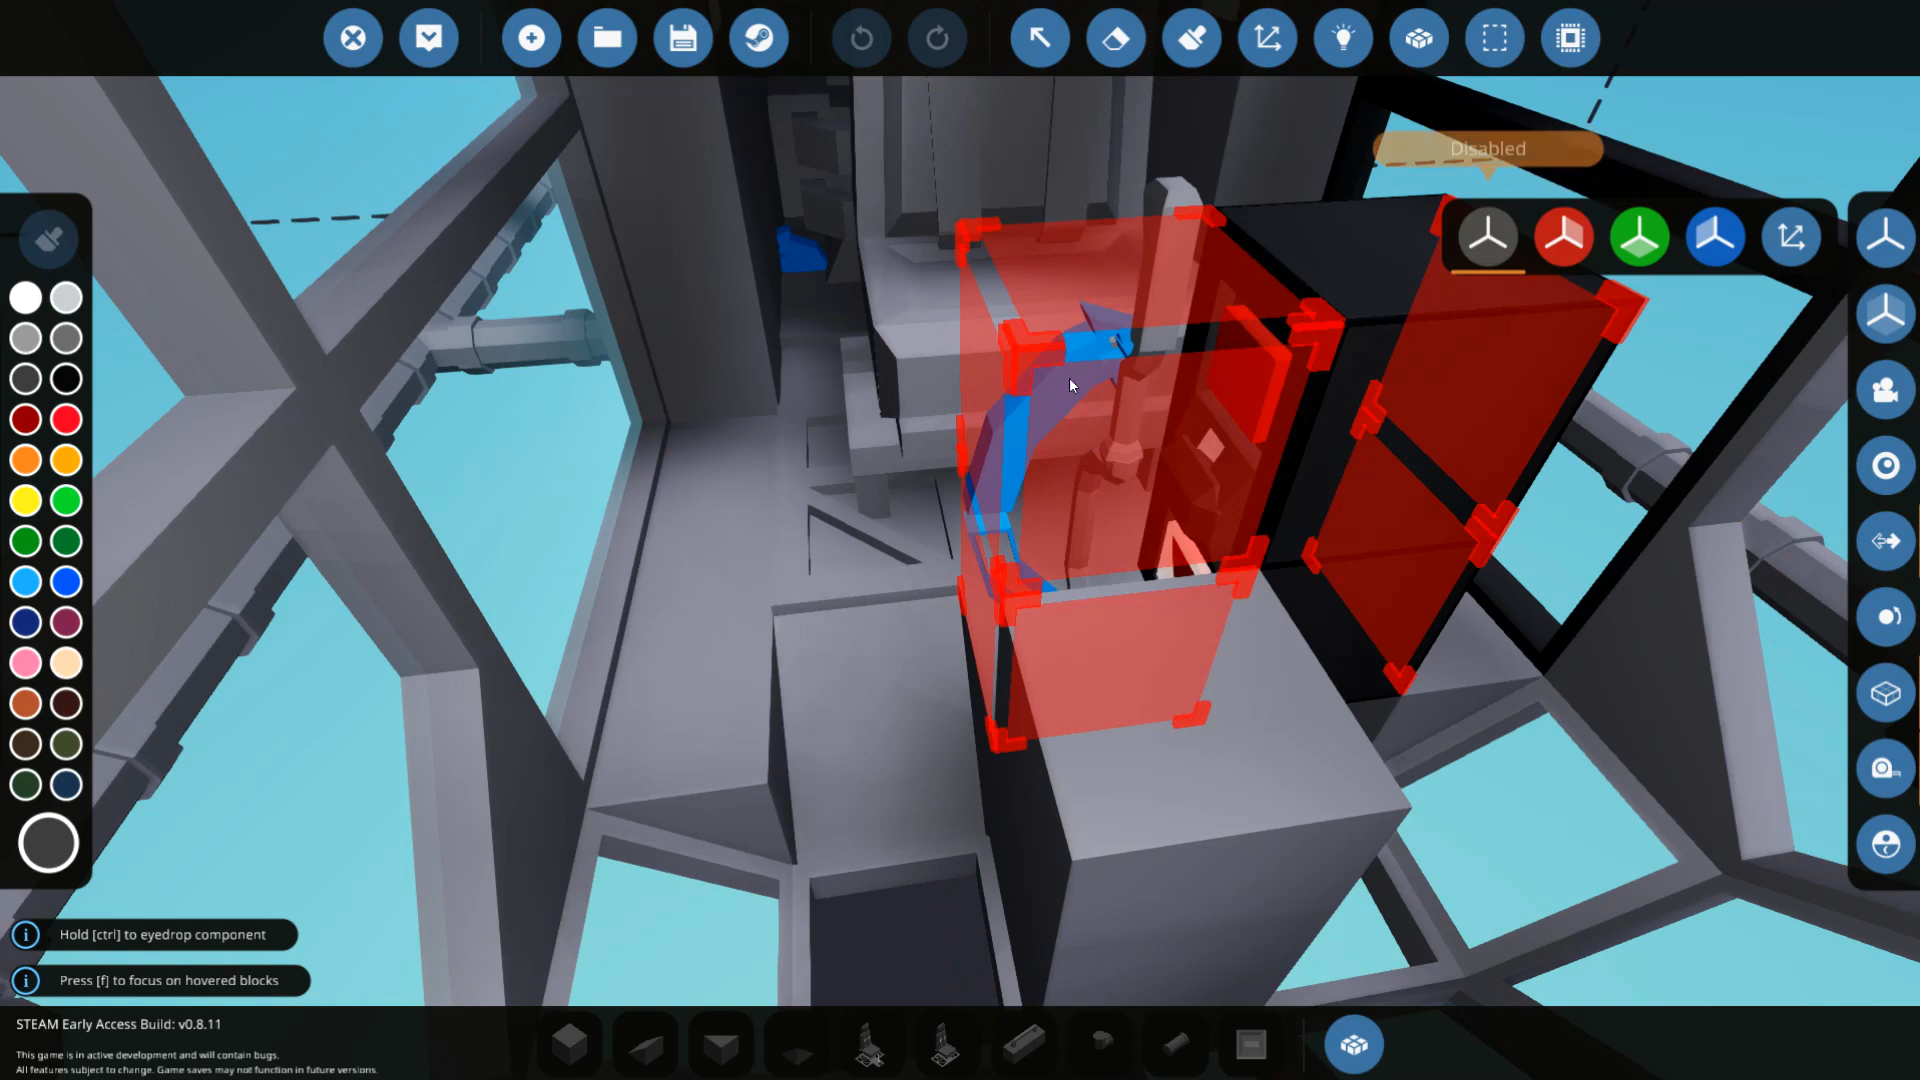 Disabled
Hold [ctrl] to eyedrop component
Press [f] to focus on hovered blocks
STEAM Early Access Build: v0.8.11
This game is in active development and will contain bugs.
All features subject to change. Game saves may not function in future versions.